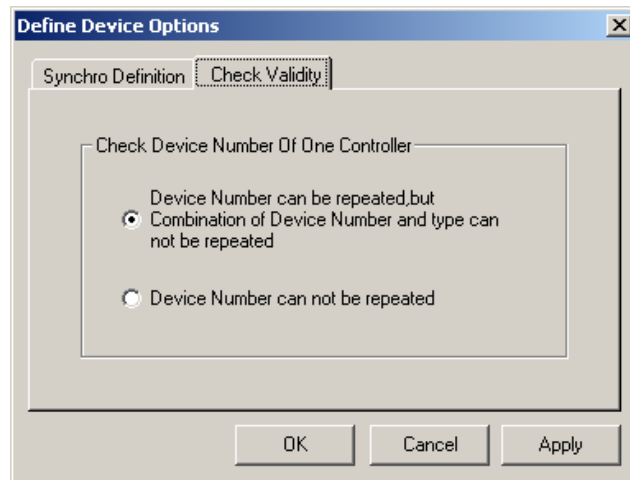 Define Device Options
Synchro Definition
Check Validity
Check Device Number Of One Controller
Device Number can be repeated,but
Combination of Device Number and type can
not be repeated
Device Number can not be repeated
OK
Cancel
Apply